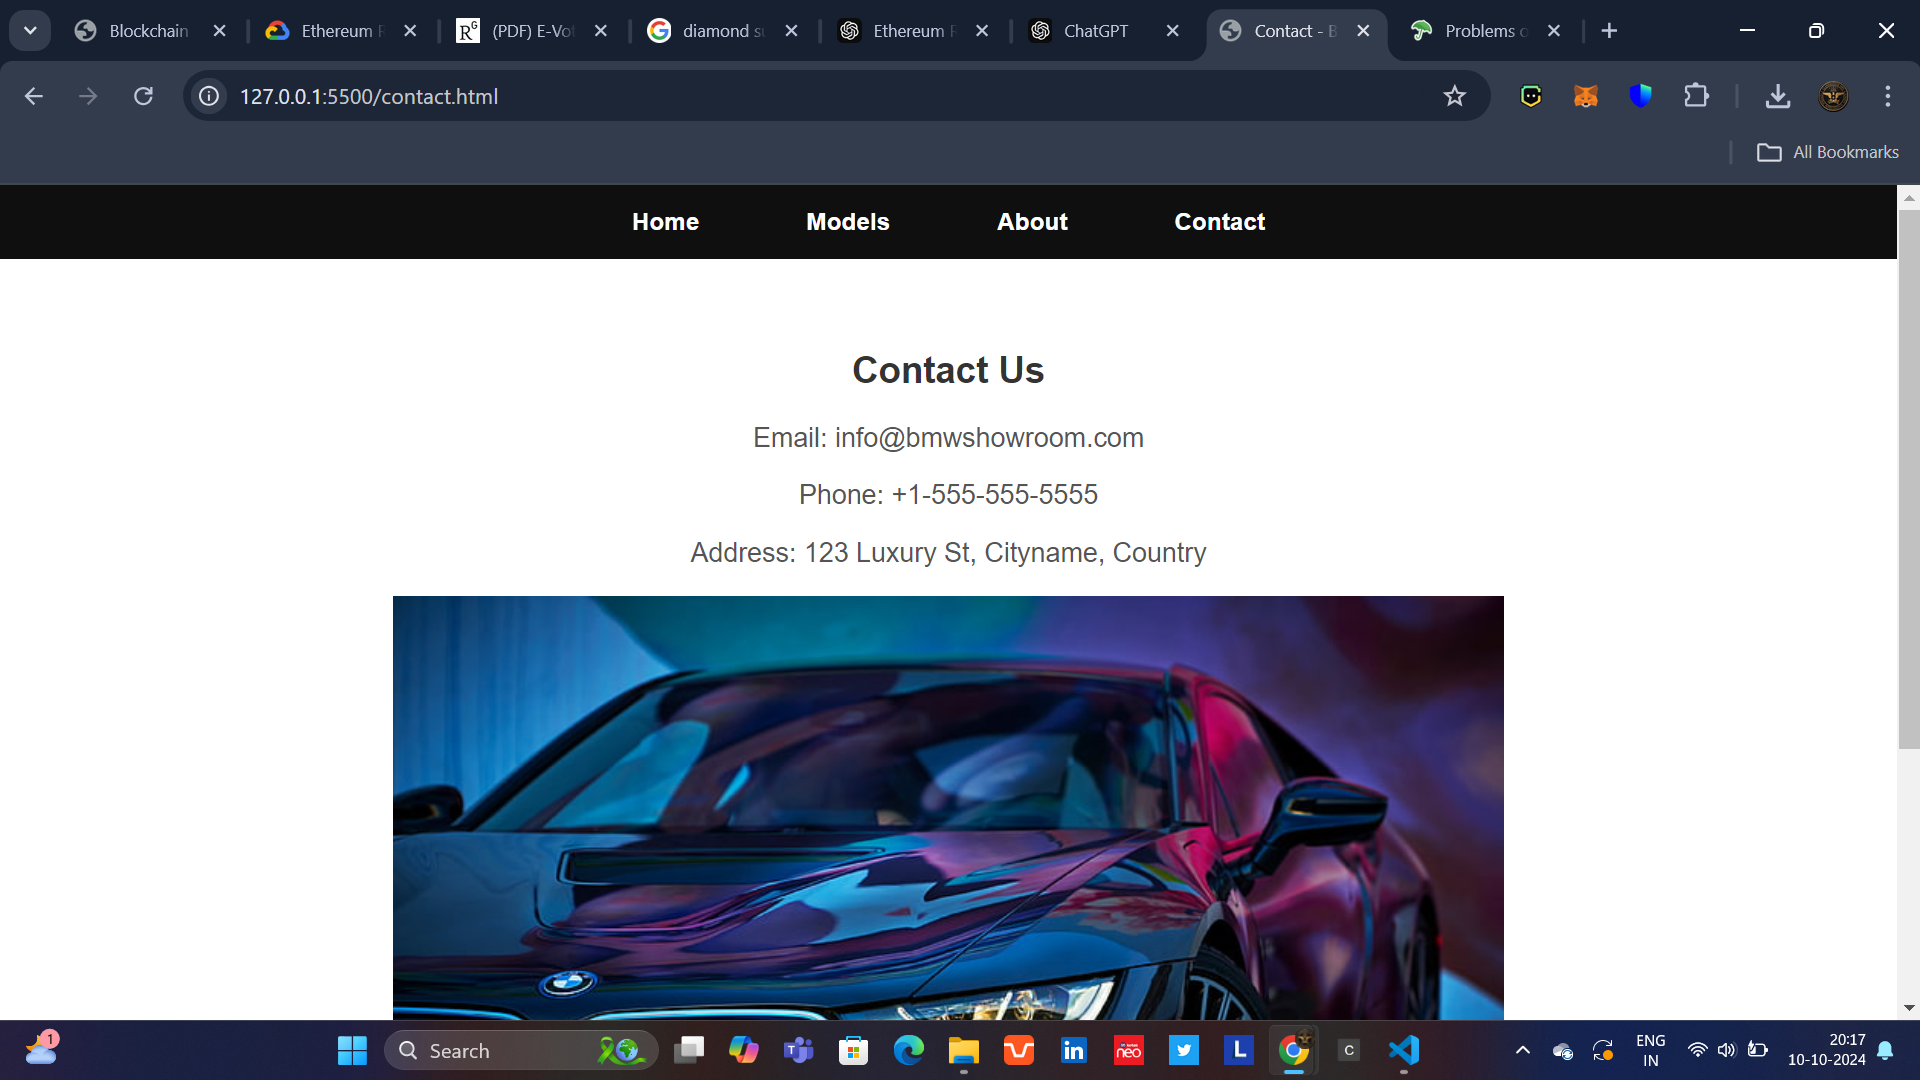 Blockchain
Ethereum R
(PDF) E-Vot
diamond su
Ethereum R
ChatGPT
Contact - B
Problems o
127.0.0.1:5500/contact.html
All Bookmarks
Home
Models
About
Contact
Contact Us
Email: info@bmwshowroom.com
Phone: +1-555-555-5555
Address: 123 Luxury St, Cityname, Country
1
Search
neo
L
C
ENG
IN
20:17
10-10-2024